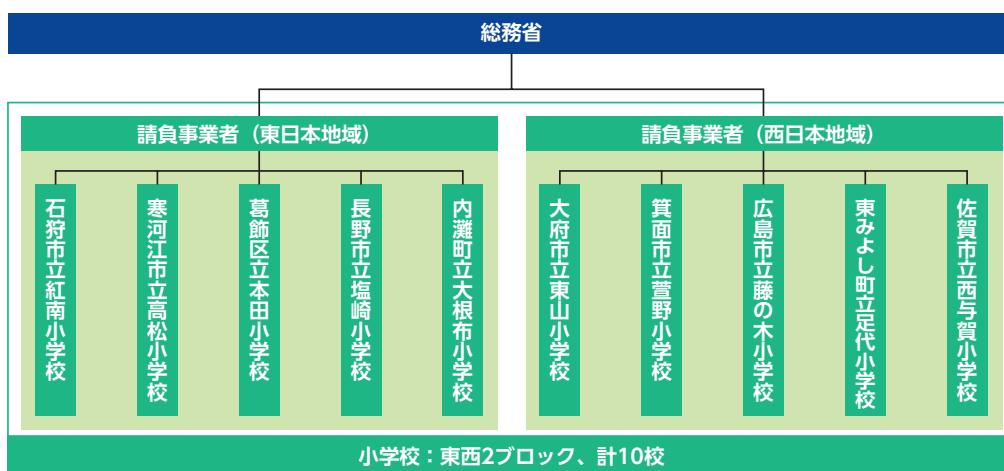 総務省
請負事業者（東日本地域）
石狩市立紅南小学校
寒河江市立高松小学校
葛飾区立本田小学校
長野市立塩崎小学校
内灘町立大根布小学校
請負事業者（西日本地域）
大府市立東山小学校
箕面市立萱野小学校
広島市立藤の木小学校
東みよし町立足代小学校
佐賀市立西与賀小学校
小学校：東西2ブロック、計10校